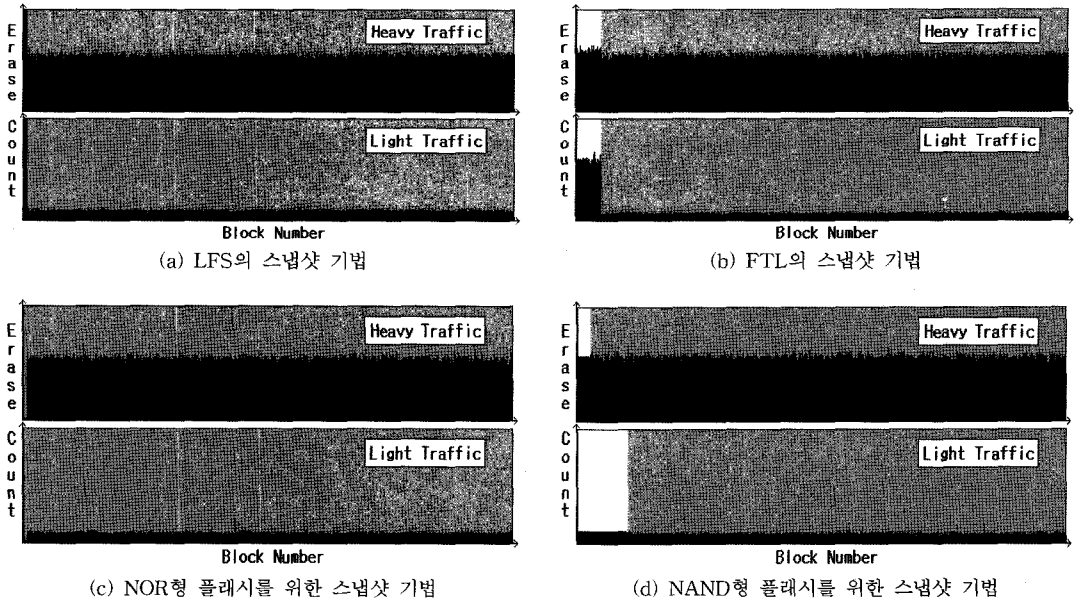 Erase Count
Heavy Traffic
Light Traffic
Block Number
(a) LFS의 스냅샷 기법
Erase Count
Heavy Traffic
Light Traffic
Block Number
(b) FTL의 스냅샷 기법
Erase Count
Heavy Traffic
Light Traffic
Block Number
(c) NOR형 플래시를 위한 스냅샷 기법
Erase Count
Heavy Traffic
Light Traffic
Block Number
(d) NAND형 플래시를 위한 스냅샷 기법